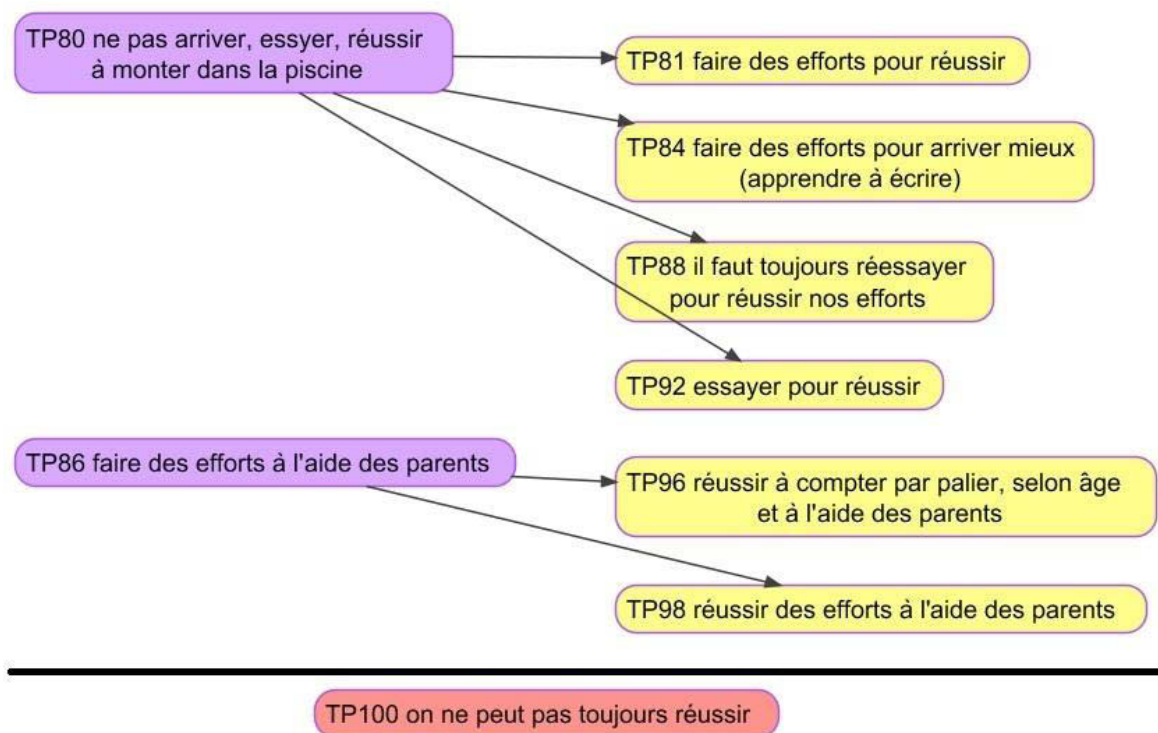 TP80 ne pas arriver, essyer, réussir
à monter dans la piscine
TP81 faire des efforts pour réussir
TP84 faire des efforts pour arriver mieux
(apprendre à écrire)
TP88 il faut toujours réessayer
pour réussir nos efforts
TP92 essayer pour réussir
TP86 faire des efforts à l'aide des parents
TP96 réussir à compter par palier, selon âge
et à l'aide des parents
TP98 réussir des efforts à l'aide des parents
TP100 on ne peut pas toujours réussir